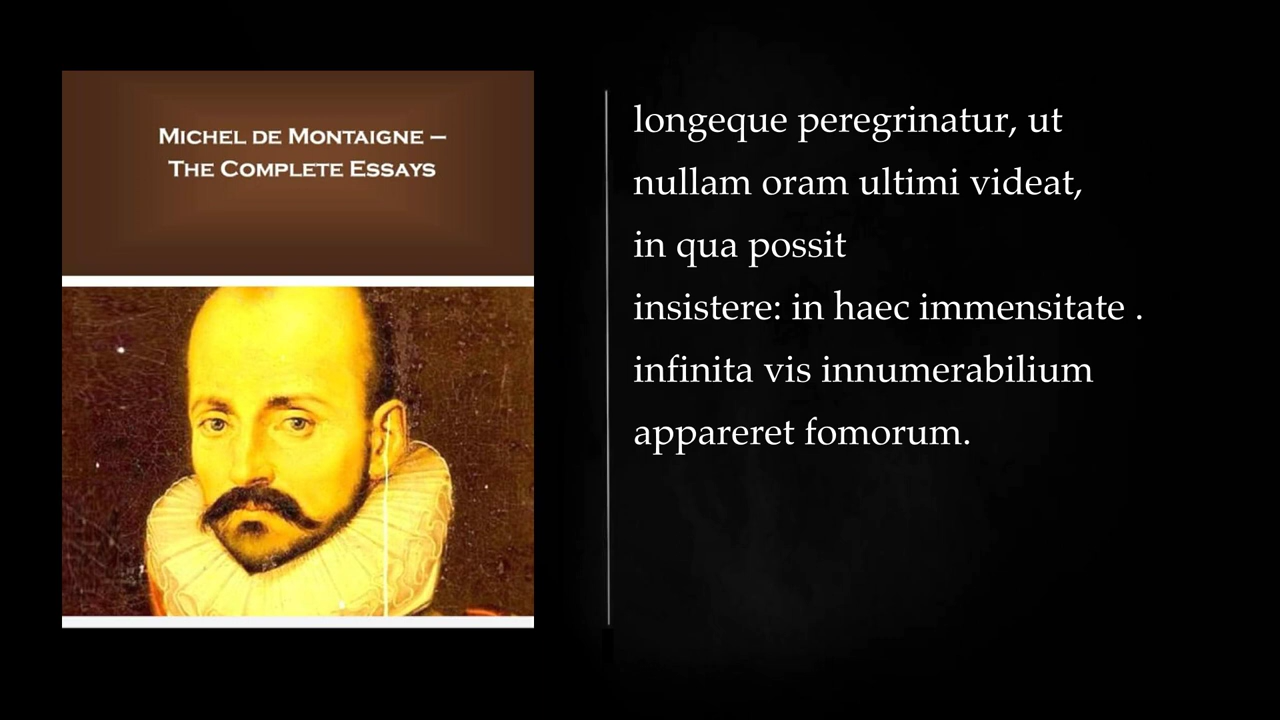 MICHEL DE MONTAIGNE –
THE COMPLETE ESSAYS
longeque peregrinatur, ut
nullam oram ultimi videat,
in qua possit
insistere: in haec immensitate .
infinita vis innumerabilium
appareret fomorum.